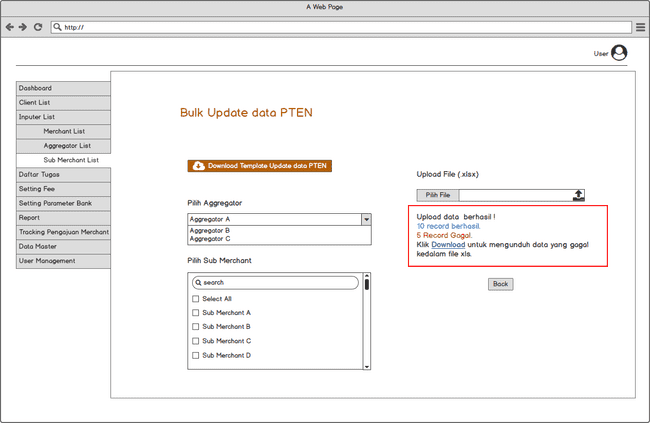 A Web Page
http://
User
Dashboard
Client List
Inputer List
Merchant List
Aggregator List
Sub Merchant List
Daftar Tugas
Setting Fee
Setting Parameter Bank
Report
Tracking Pengajuan Merchant
Data Master
User Management
Bulk Update data PTEN
Download Template Update data PTEN
Pilih Aggregator
Aggregator A
Aggregator B
Aggregator C
Pilih Sub Merchant
search
Select All
Sub Merchant A
Sub Merchant B
Sub Merchant C
Sub Merchant D
Upload File (.xlsx)
Pilih File
Upload data berhasil !
10 record berhasil.
5 Record Gagal.
Klik Download untuk mengunduh data yang gagal
kedalam file xls.
Back